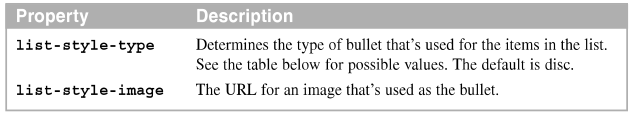 Property Description
list-style-type Determines the type of bullet that's used for the items in the list.
See the table below for possible values. The default is disc.
list-style-image The URL for an image that's used as the bullet.